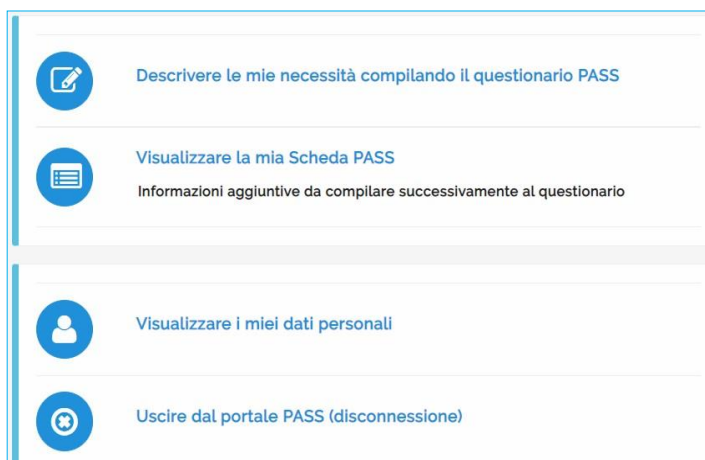 Descrivere le mie necessità compilando il questionario PASS
Visualizzare la mia Scheda PASS
Informazioni aggiuntive da compilare successivamente al questionario
Visualizzare i miei dati personali
Uscire dal portale PASS (disconnessione)